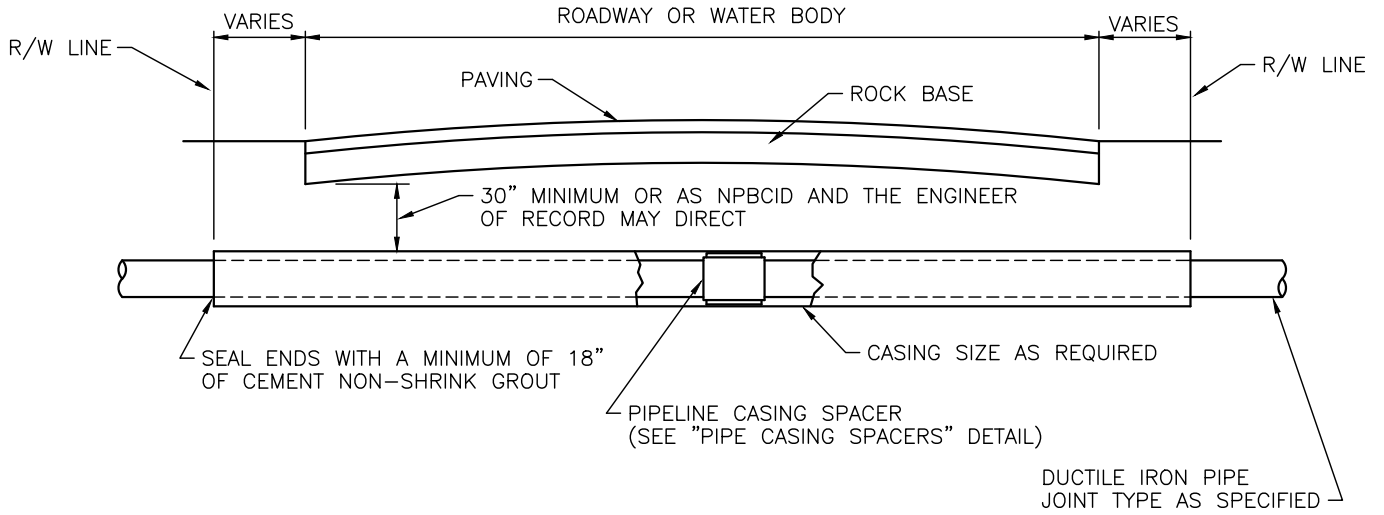 VARIES
ROADWAY OR WATER BODY
VARIES
R/W LINE
R/W LINE
PAVING
ROCK BASE
30” MINIMUM OR AS NPBCID AND THE ENGINEER
OF RECORD MAY DIRECT
SEAL ENDS WITH A MINIMUM OF 18”
OF CEMENT NON-SHRINK GROUT
CASING SIZE AS REQUIRED
PIPELINE CASING SPACER
(SEE ”PIPE CASING SPACERS” DETAIL)
DUCTILE IRON PIPE
JOINT TYPE AS SPECIFIED